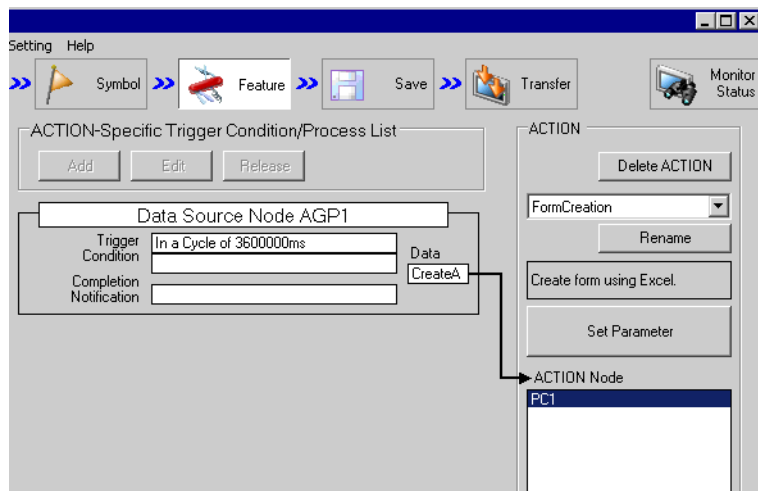 Setting Help
Symbol
Feature
Save
Transfer
Monitor
Status
ACTION-Specific Trigger Condition/Process List
Add
Edit
Release
Data Source Node AGP1
Trigger
Condition
In a Cycle of 3600000ms
Data
CreateA
Completion
Notification
ACTION
Delete ACTION
FormCreation
Rename
Create form using Excel.
Set Parameter
ACTION Node
PC1